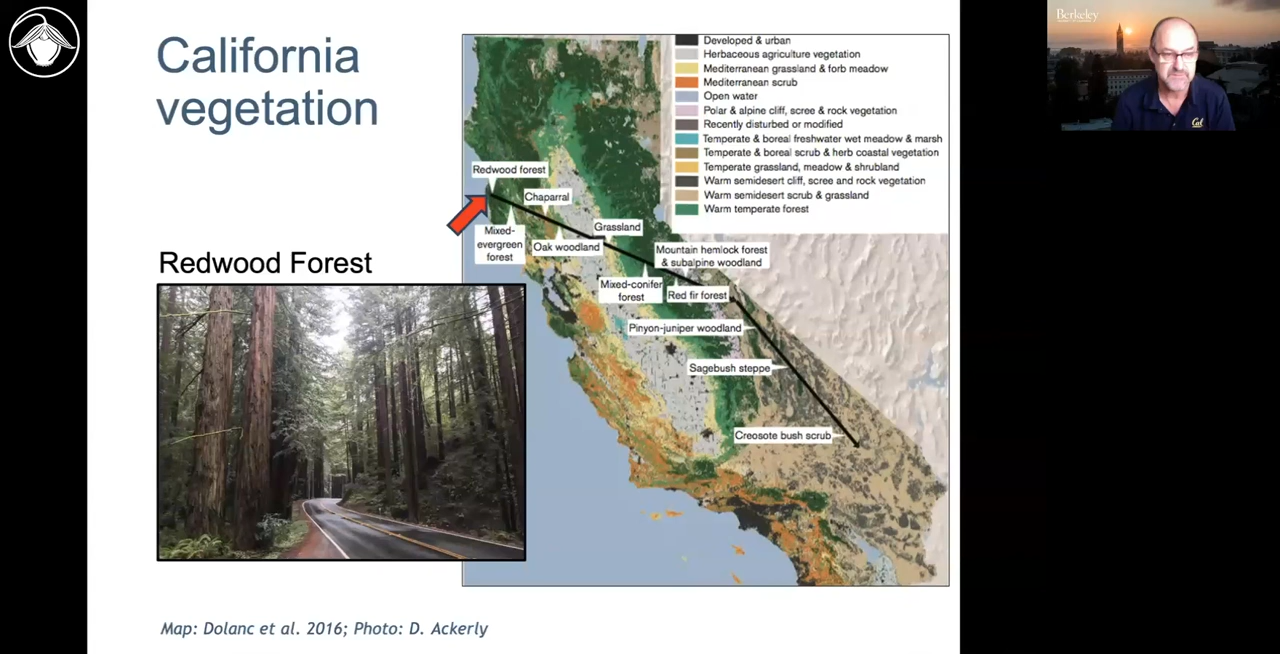 California
vegetation
Redwood Forest
Developed & urban
Herbaceous agriculture vegetation
Mediterranean grassland & forb meadow
Mediterranean scrub
Open water
Polar & alpine cliff, scree & rock vegetation
Recently disturbed or modified
Temperate & boreal freshwater wet meadow & marsh
Temperate & boreal scrub & herb coastal vegetation
Temperate grassland, meadow & shrubland
Warm semidesert cliff, scree and rock vegetation
Warm semidesert scrub & grassland
Warm temperate forest
Redwood forest
Chaparral
Mixed-
evergreen
forest
Oak woodland
Grassland
Mountain hemlock forest
& subalpine woodland
Mixed-conifer
forest
Red fir forest
Pinyon-juniper woodland
Sagebush steppe
Creosote bush scrub
Map: Dolanc et al. 2016; Photo: D. Ackerly
Berkeley
Cal